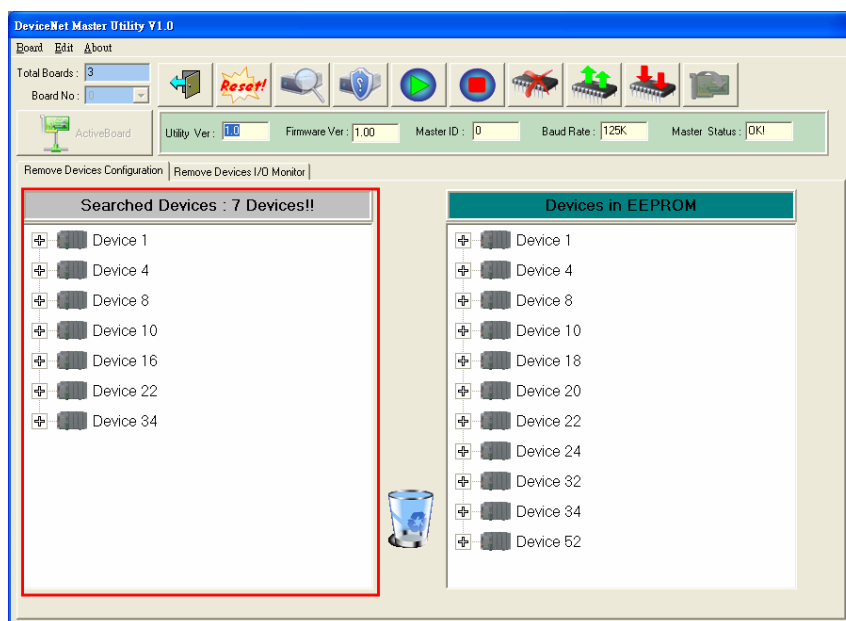 DeviceNet Master Utility V1.0
Board Edit About
Total Boards : 3
Reset!
Board No : 0
ActiveBoard
Utility Ver : 1.0 Firmware Ver : 1.00 Master ID : 0 Baud Rate : 125K Master Status : OK!
Remove Devices Configuration Remove Devices I/O Monitor
Searched Devices : 7 Devices!!
Device 1
Device 4
Device 8
Device 10
Device 16
Device 22
Device 34
Devices in EEPROM
Device 1
Device 4
Device 8
Device 10
Device 18
Device 20
Device 22
Device 24
Device 32
Device 34
Device 52